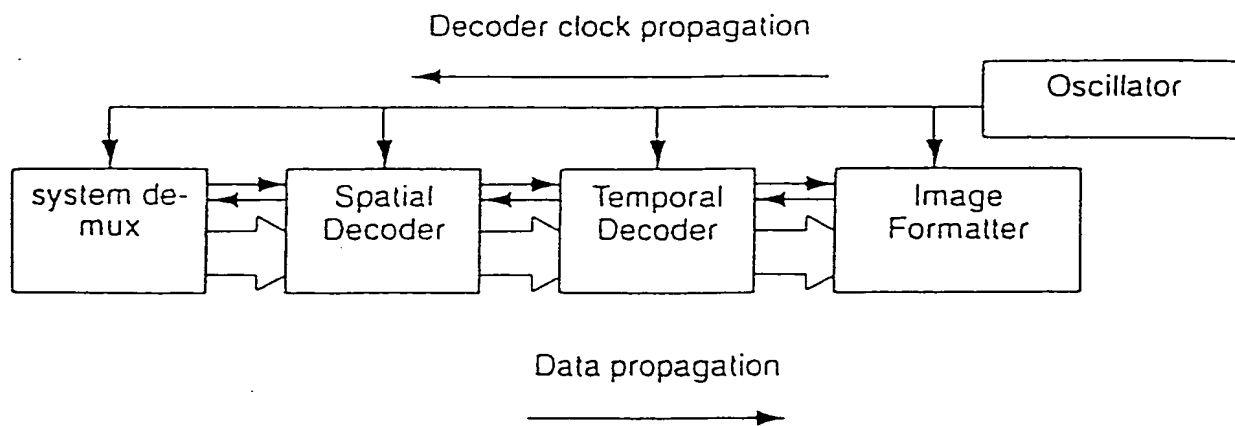 Decoder clock propagation
Oscillator
system de-
mux
Spatial
Decoder
Temporal
Decoder
Image
Formatter
Data propagation